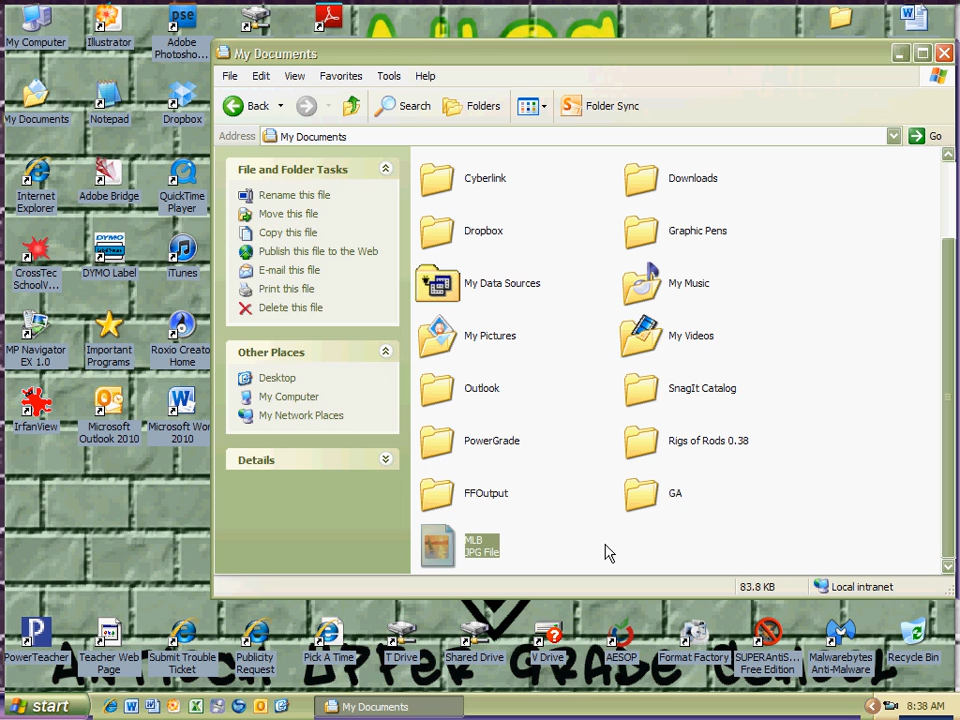 My Computer
Illustrator
pse
Adobe
Photosho...
My Documents
Notepad
Dropbox
Internet
Explorer
Adobe Bridge
QuickTime
Player
CrossTec
SchoolV...
DYMO
DYMO Label
iTunes
MP Navigator
EX 1.0
Important
Programs
Roxio Creato
Home
IrfanView
Microsoft
Outlook 2010
Microsoft Wor
2010
My Documents
File Edit View Favorites Tools Help
Back Search Folders Folder Sync
Address My Documents Go
File and Folder Tasks
Rename this file
Move this file
Copy this file
Publish this file to the Web
E-mail this file
Print this file
Delete this file
Other Places
Desktop
My Computer
My Network Places
Details
Cyberlink Downloads
Dropbox Graphic Pens
My Data Sources My Music
My Pictures My Videos
Outlook SnagIt Catalog
PowerGrade Rigs of Rods 0.38
FFOutput GA
MLB
JPG File
83.8 KB Local intranet
PowerTeacher
Teacher Web
Page
Submit Trouble
Ticket
Publicity
Request
Pick A Time
T Drive
Shared Drive
V Drive
AESOP
Format Factory
SUPERAntiS...
Free Edition
Malwarebytes
Anti-Malware
Recycle Bin
start My Documents 8:38 AM